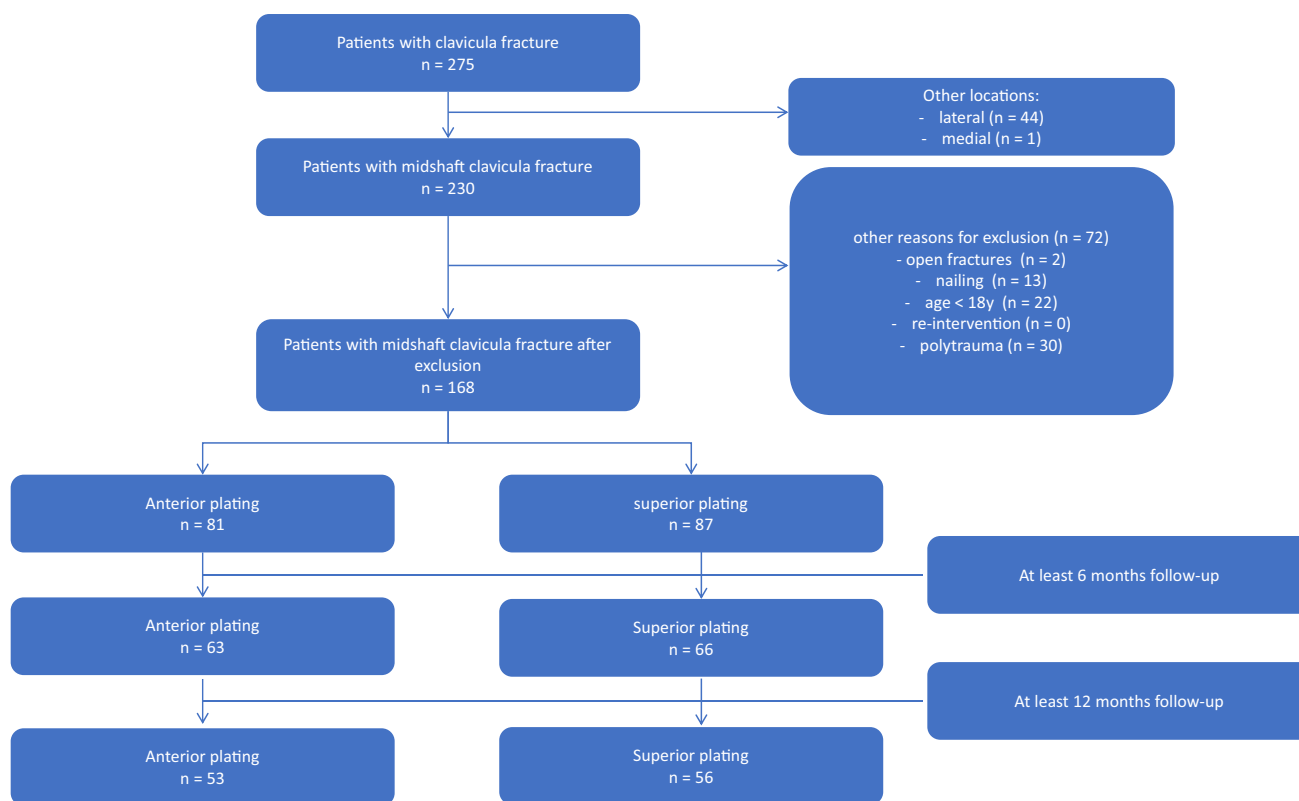 Patients with clavicula fracture
n = 275
Other locations:
- lateral (n = 44)
- medial (n = 1)
Patients with midshaft clavicula fracture
n = 230
other reasons for exclusion (n = 72)
- open fractures (n = 2)
- nailing (n = 13)
- age < 18y (n = 22)
- re-intervention (n = 0)
- polytrauma (n = 30)
Patients with midshaft clavicula fracture after
exclusion
n = 168
Anterior plating
n = 81
superior plating
n = 87
At least 6 months follow-up
Anterior plating
n = 63
Superior plating
n = 66
At least 12 months follow-up
Anterior plating
n = 53
Superior plating
n = 56